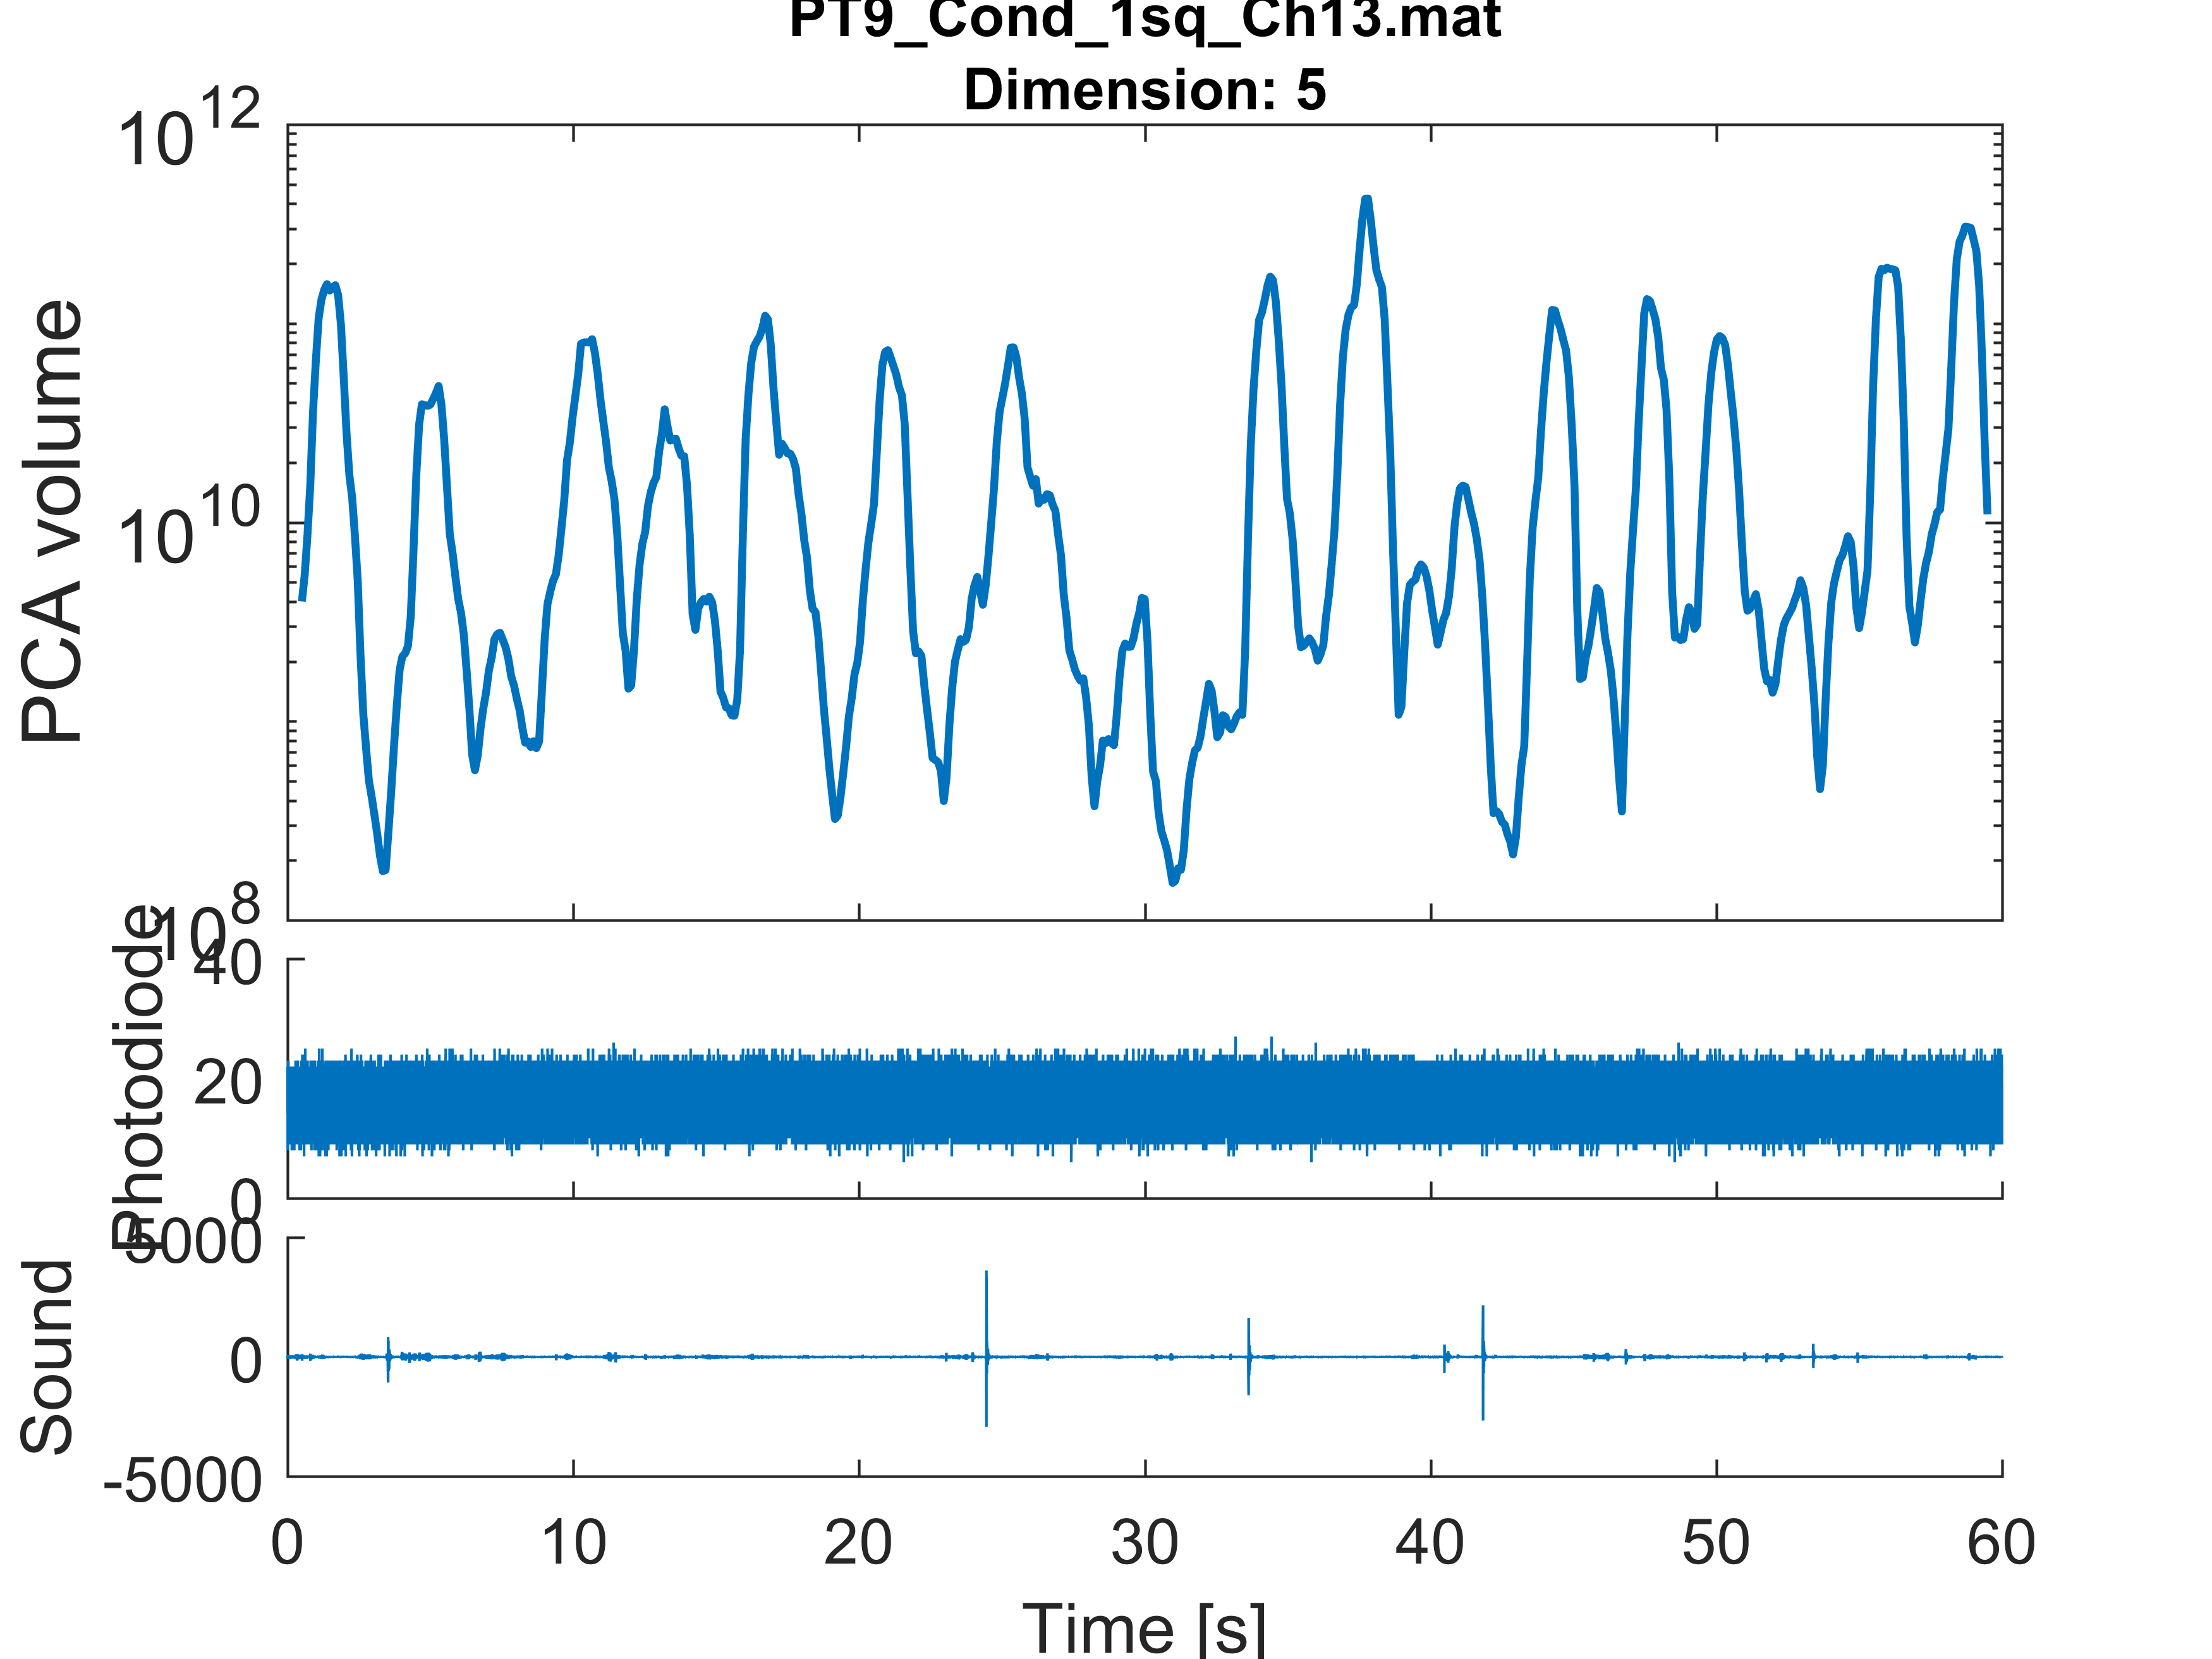 PT9_Cond_1sq_Ch13.mat
Dimension: 5
10^12
10^10
10^8
PCA volume
40
20
0
Photodiode
5000
0
-5000
Sound
0 10 20 30 40 50 60
Time [s]